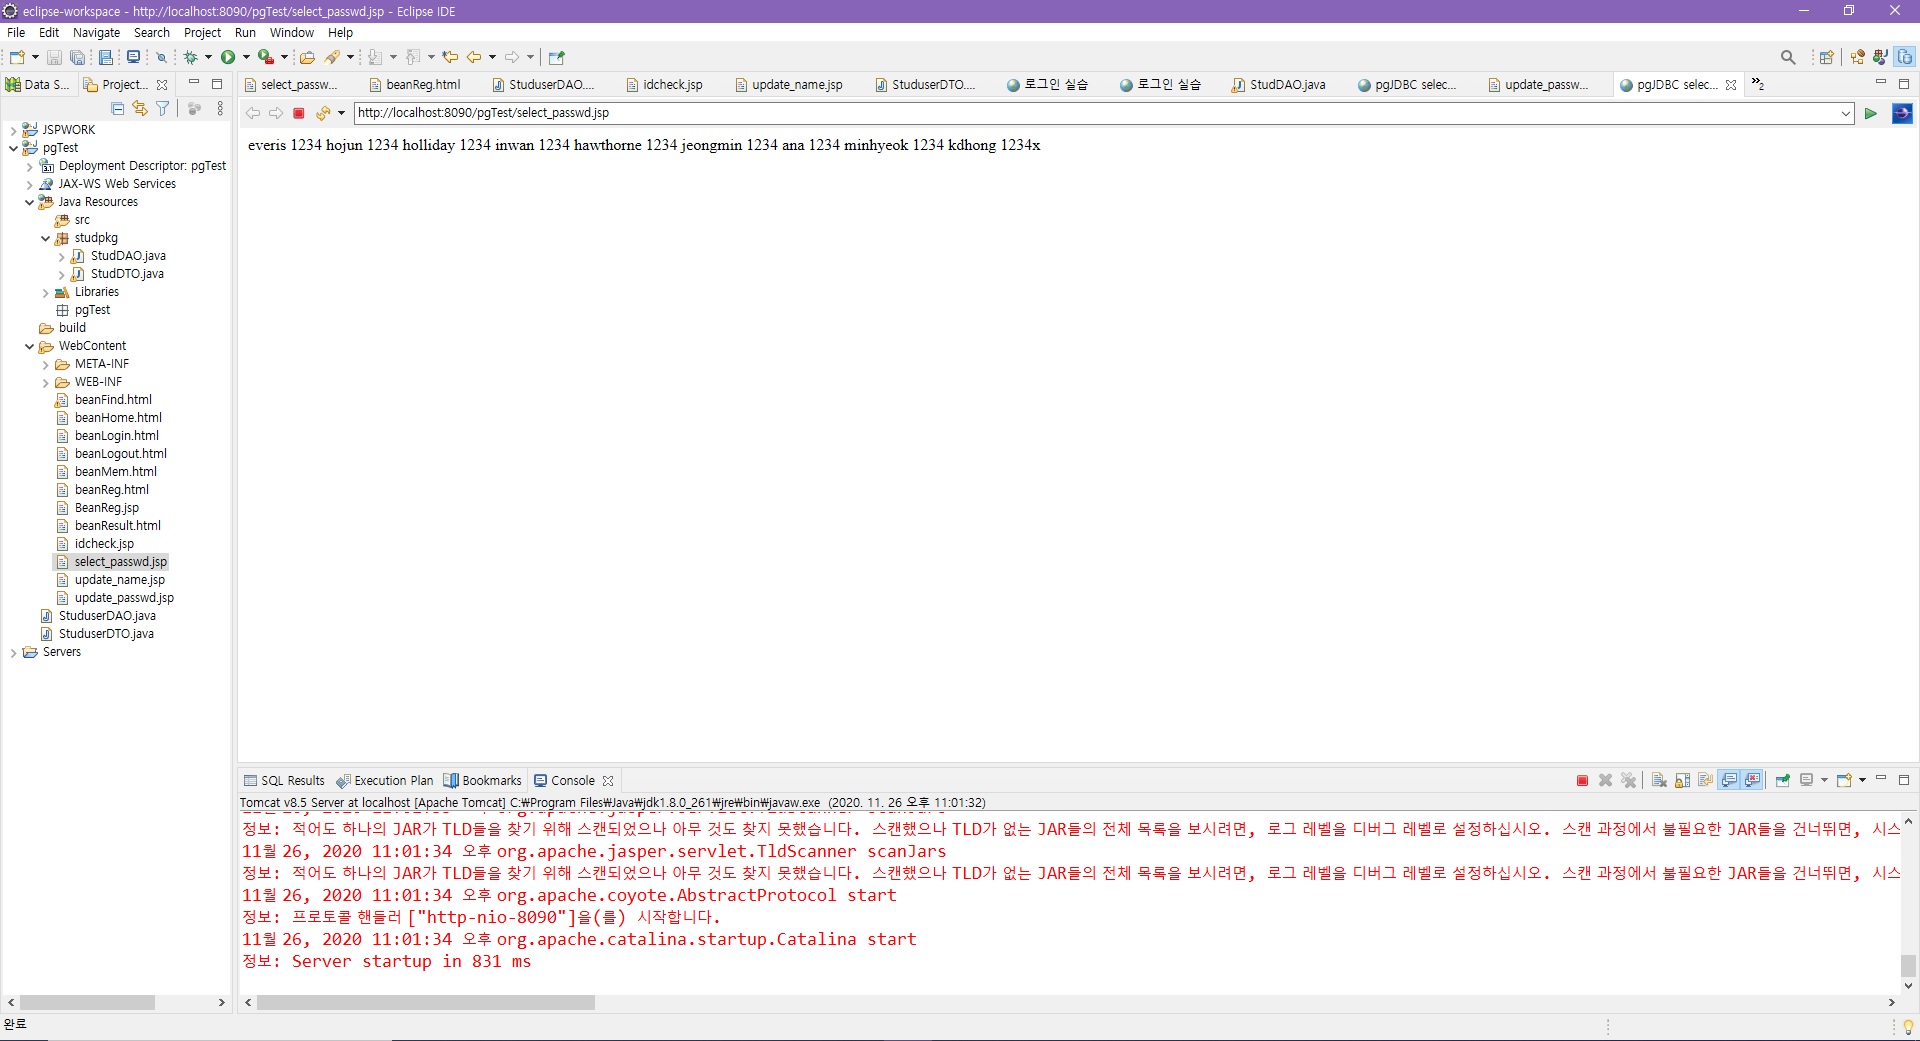 eclipse-workspace - http://localhost:8090/pgTest/select_passwd.jsp - Eclipse IDE
File Edit Navigate Search Project Run Window Help
Data S... Project... select_passw... beanReg.html StuduserDAO.... idcheck.jsp update_name.jsp StuduserDTO.... 로그인 실습 로그인 실습 StudDAO.java pgJDBC selec... update_passw... pgJDBC selec... »2
http://localhost:8090/pgTest/select_passwd.jsp
everis 1234 hojun 1234 holliday 1234 inwan 1234 hawthorne 1234 jeongmin 1234 ana 1234 minhyeok 1234 kdhong 1234x
JSPWORK
pgTest
Deployment Descriptor: pgTest
JAX-WS Web Services
Java Resources
src
studpkg
StudDAO.java
StudDTO.java
Libraries
pgTest
build
WebContent
META-INF
WEB-INF
beanFind.html
beanHome.html
beanLogin.html
beanLogout.html
beanMem.html
beanReg.html
BeanReg.jsp
beanResult.html
idcheck.jsp
select_passwd.jsp
update_name.jsp
update_passwd.jsp
StuduserDAO.java
StuduserDTO.java
Servers
SQL Results Execution Plan Bookmarks Console
Tomcat v8.5 Server at localhost [Apache Tomcat] C:₩Program Files₩Java₩jdk1.8.0_261₩jre₩bin₩javaw.exe (2020. 11. 26 오후 11:01:32)
정보: 적어도 하나의 JAR가 TLD들을 찾기 위해 스캔되었으나 아무 것도 찾지 못했습니다. 스캔했으나 TLD가 없는 JAR들의 전체 목록을 보시려면, 로그 레벨을 디버그 레벨로 설정하십시오. 스캔 과정에서 불필요한 JAR들을 건너뛰면, 시스
11월 26, 2020 11:01:34 오후 org.apache.jasper.servlet.TldScanner scanJars
정보: 적어도 하나의 JAR가 TLD들을 찾기 위해 스캔되었으나 아무 것도 찾지 못했습니다. 스캔했으나 TLD가 없는 JAR들의 전체 목록을 보시려면, 로그 레벨을 디버그 레벨로 설정하십시오. 스캔 과정에서 불필요한 JAR들을 건너뛰면, 시스
11월 26, 2020 11:01:34 오후 org.apache.coyote.AbstractProtocol start
정보: 프로토콜 핸들러 ["http-nio-8090"]을(를) 시작합니다.
11월 26, 2020 11:01:34 오후 org.apache.catalina.startup.Catalina start
정보: Server startup in 831 ms
완료